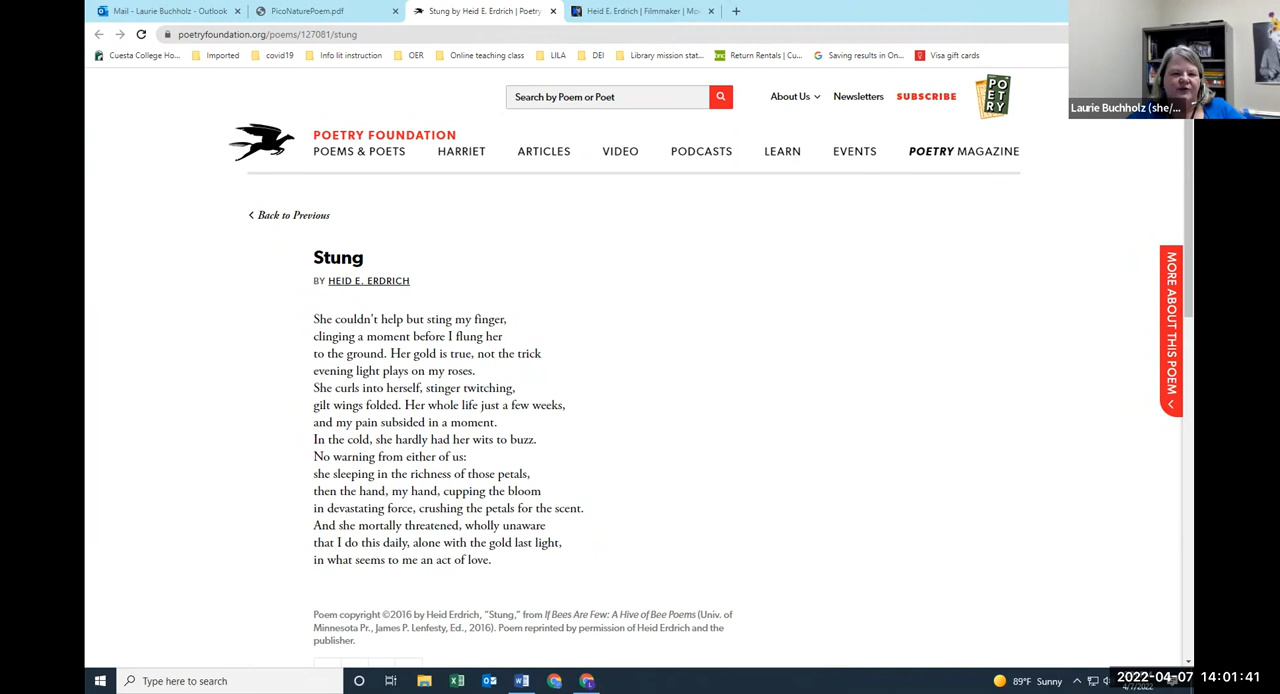 Mail - Laurie Buchholz - Outlook
PicoNaturePoem.pdf
Stung by Heid E. Erdrich | Poetry
Heid E. Erdrich | Filmmaker | Mo
poetryfoundation.org/poems/127081/stung
Cuesta College Ho...
Imported
covid19
Info lit instruction
OER
Online teaching class
LILA
DEI
Library mission stat...
Return Rentals | Cu...
Saving results in On...
Visa gift cards
Laurie Buchholz (she/...
Search by Poem or Poet
About Us
Newsletters
SUBSCRIBE
POETRY
POETRY FOUNDATION
POEMS & POETS
HARRIET
ARTICLES
VIDEO
PODCASTS
LEARN
EVENTS
POETRY MAGAZINE
Back to Previous
Stung
BY HEID E. ERDRICH
She couldn't help but sting my finger,
clinging a moment before I flung her
to the ground. Her gold is true, not the trick
evening light plays on my roses.
She curls into herself, stinger twitching,
gilt wings folded. Her whole life just a few weeks,
and my pain subsided in a moment.
In the cold, she hardly had her wits to buzz.
No warning from either of us:
she sleeping in the richness of those petals,
then the hand, my hand, cupping the bloom
in devastating force, crushing the petals for the scent.
And she mortally threatened, wholly unaware
that I do this daily, alone with the gold last light,
in what seems to me an act of love.
MORE ABOUT THIS POEM
Poem copyright ©2016 by Heid Erdrich, "Stung," from If Bees Are Few: A Hive of Bee Poems (Univ. of
Minnesota Pr., James P. Lenfesty, Ed., 2016). Poem reprinted by permission of Heid Erdrich and the
publisher.
Type here to search
89°F Sunny
2022-04-07 14:01:41
4/7/2022